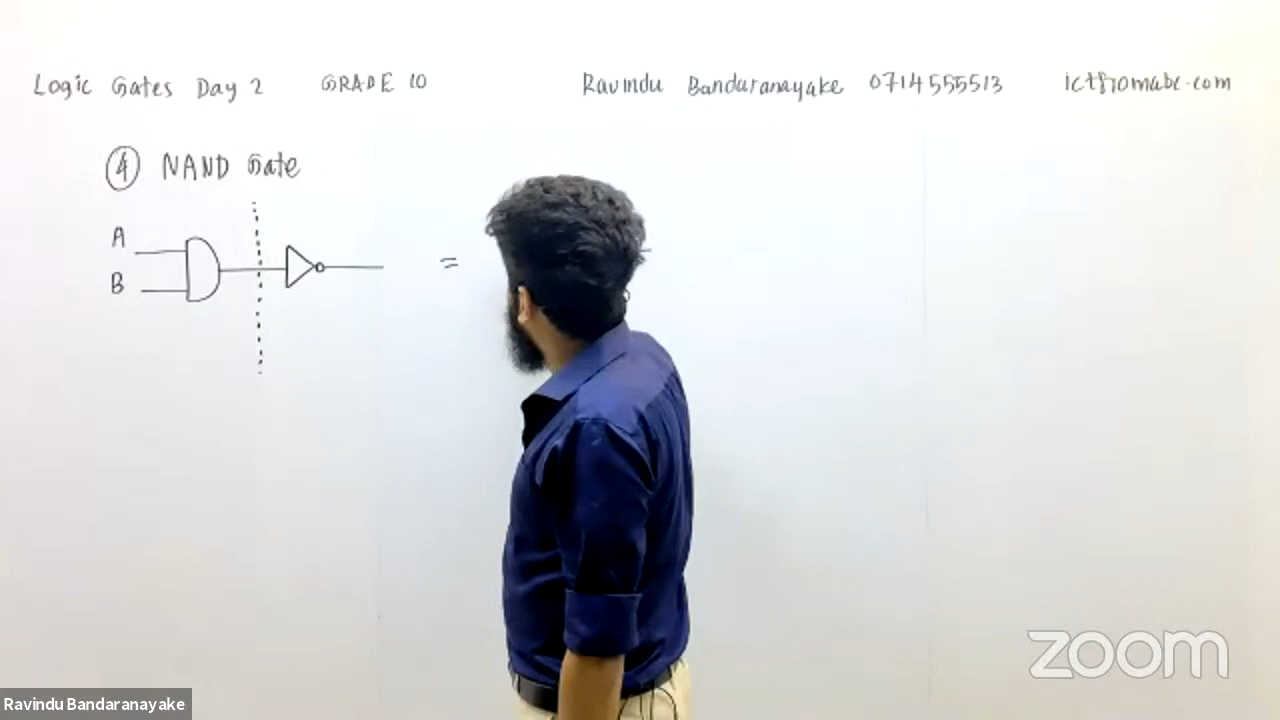 Logic Gates Day 2 GRADE 10 Ravindu Bandaranayake 0714555513 ictfromabc.com
4 NAND Gate
A
B
=
zoom
Ravindu Bandaranayake